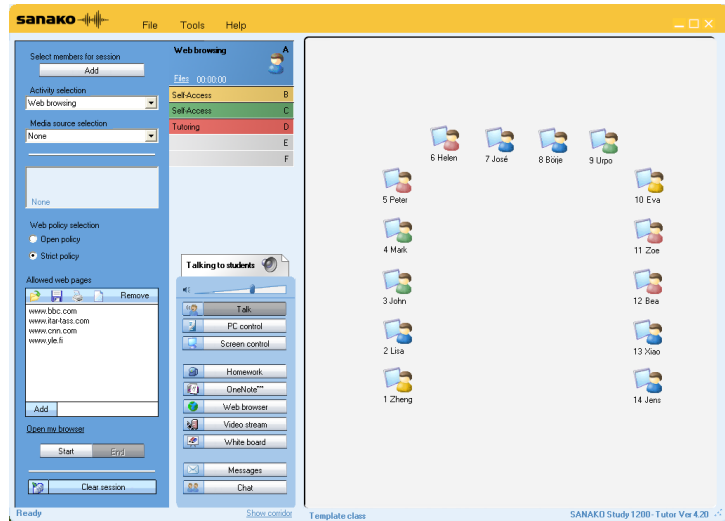 sanako
File Tools Help
Select members for session
Add
Activity selection
Web browsing
Media source selection
None
None
Web policy selection
Open policy
Strict policy
Allowed web pages
Remove
www.bbc.com
www.itar-tass.com
www.cnn.com
www.yle.fi
Add
Open my browser
Start End
Clear session
Ready
Web browsing A
Files 00:00:00
Self-Access B
Self-Access C
Tutoring D
E
F
Talking to students
Talk
PC control
Screen control
Homework
OneNote™
Web browser
Video stream
White board
Messages
Chat
Show corridor
6 Helen
7 José
8 Börje
9 Urpo
5 Peter
10 Eva
4 Mark
11 Zoe
3 John
12 Bea
2 Lisa
13 Xiao
1 Zheng
14 Jens
Template class
SANAKO Study 1200 - Tutor Ver 4.20